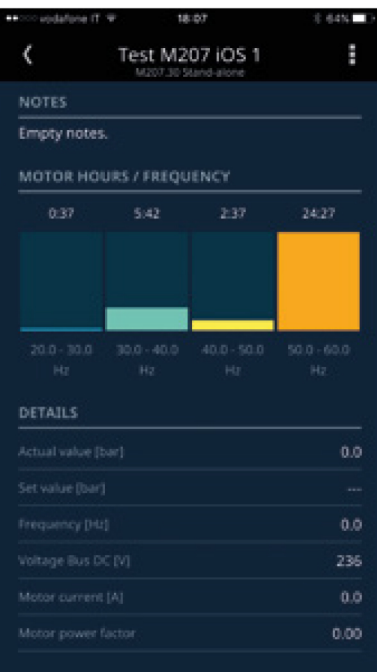 vodafone IT 18:07 64%
Test M207 iOS 1
M207.30 Stand-alone
NOTES
Empty notes.
MOTOR HOURS / FREQUENCY
0:37 5:42 2:37 24:27
20.0 - 30.0 30.0 - 40.0 40.0 - 50.0 50.0 - 60.0
Hz Hz Hz Hz
DETAILS
Actual value [bar] 0.0
Set value [bar] ---
Frequency [Hz] 0.0
Voltage Bus DC [V] 236
Motor current [A] 0.0
Motor power factor 0.00